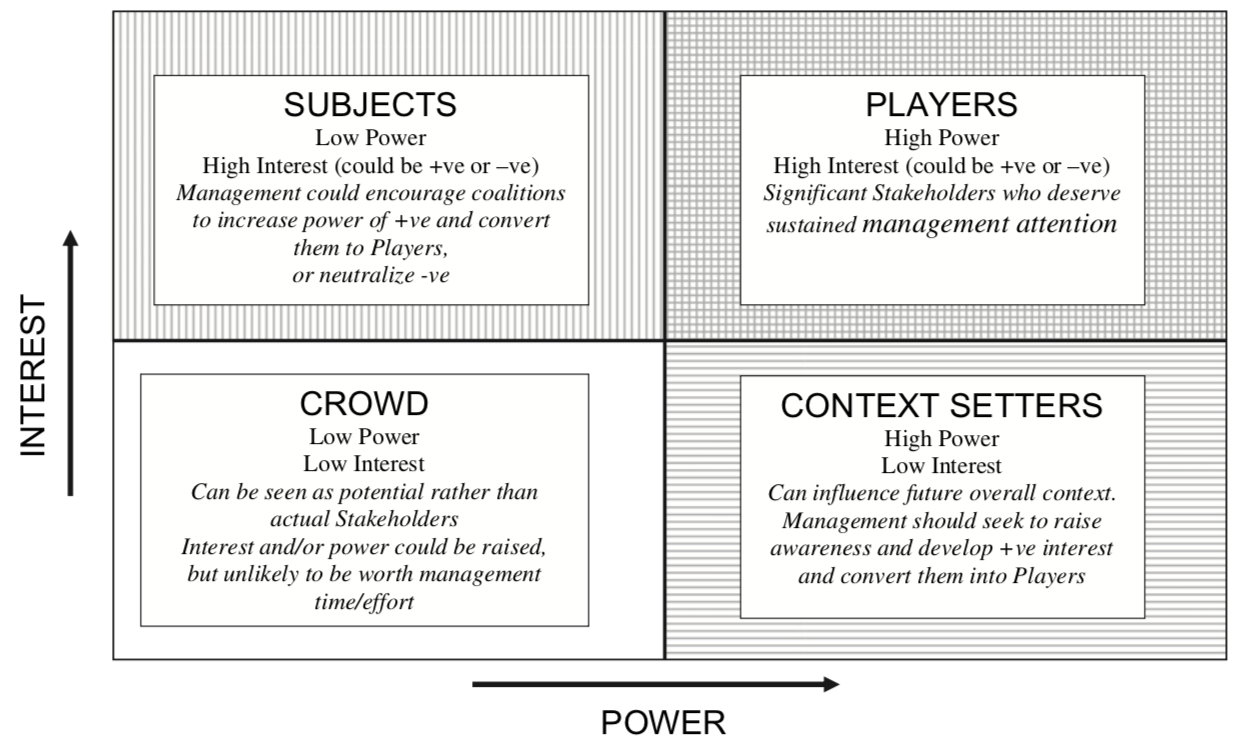 SUBJECTS
Low Power
High Interest (could be +ve or –ve)
Management could encourage coalitions
to increase power of +ve and convert
them to Players,
or neutralize -ve
PLAYERS
High Power
High Interest (could be +ve or –ve)
Significant Stakeholders who deserve
sustained management attention
INTEREST
CROWD
Low Power
Low Interest
Can be seen as potential rather than
actual Stakeholders
Interest and/or power could be raised,
but unlikely to be worth management
time/effort
CONTEXT SETTERS
High Power
Low Interest
Can influence future overall context.
Management should seek to raise
awareness and develop +ve interest
and convert them into Players
POWER